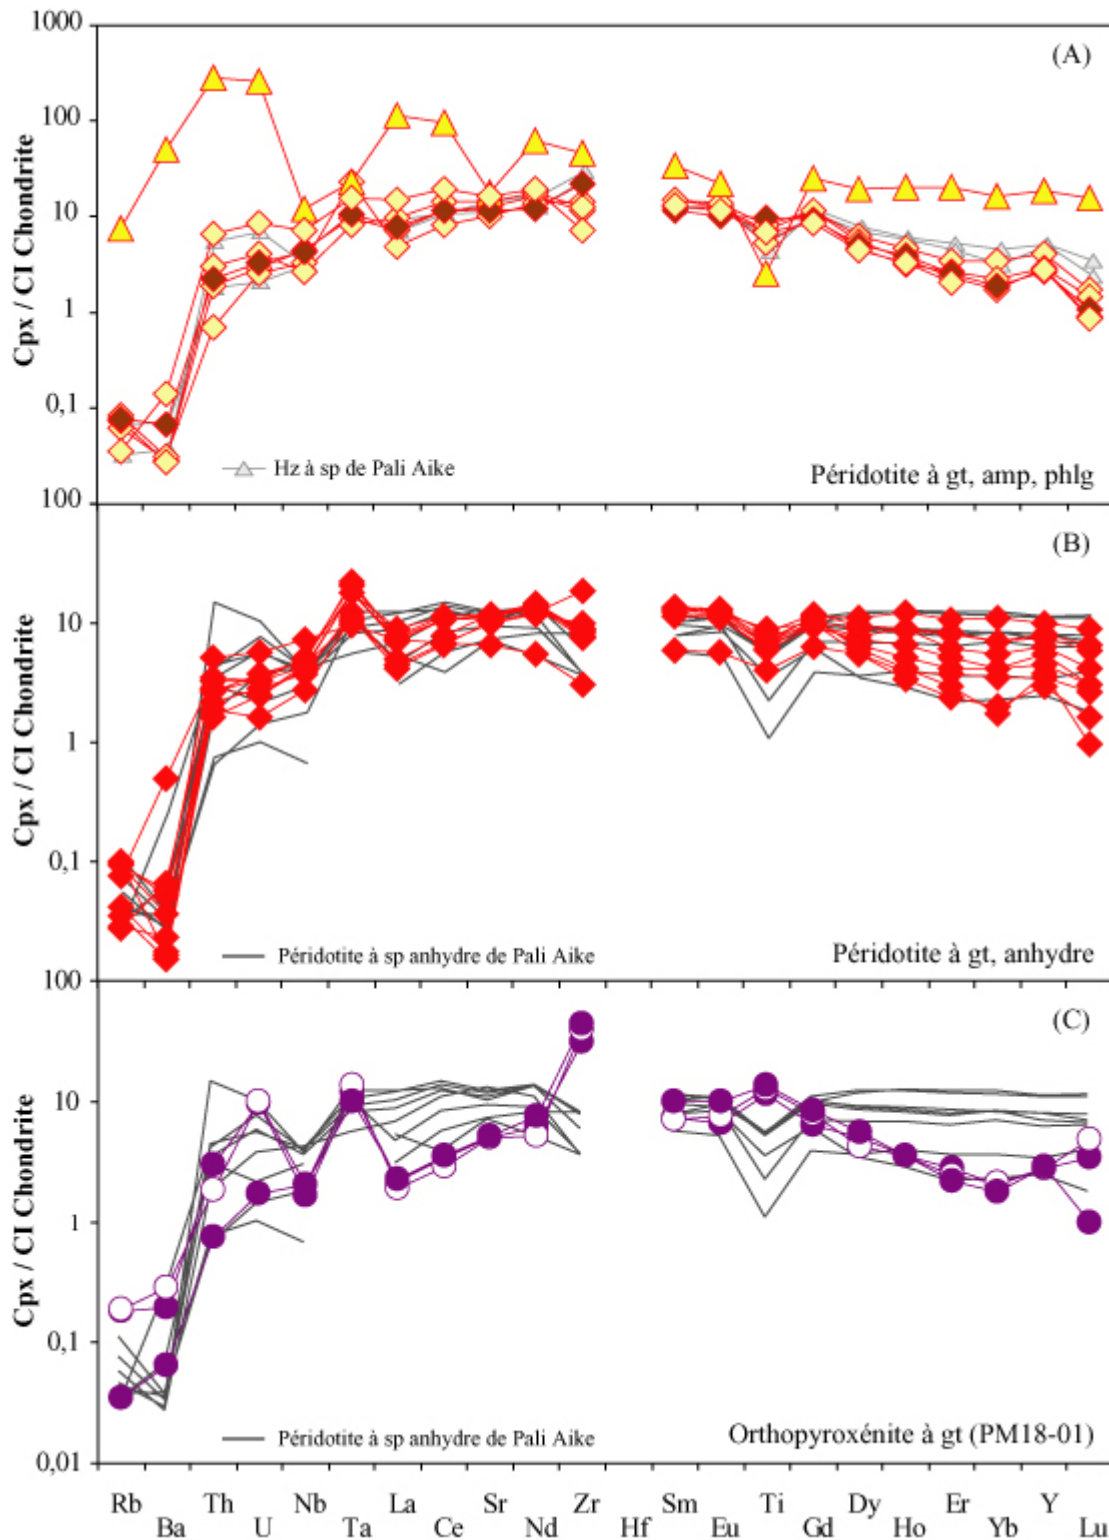 1000
(A)
100
10
1
0,1
Cpx / CI Chondrite
Hz à sp de Pali Aike
Péridotite à gt, amp, phlg
100
(B)
10
1
0,1
Cpx / CI Chondrite
Péridotite à sp anhydre de Pali Aike
Péridotite à gt, anhydre
100
(C)
10
1
0,1
0,01
Cpx / CI Chondrite
Péridotite à sp anhydre de Pali Aike
Orthopyroxénite à gt (PM18-01)
Rb Th Nb La Sr Zr Sm Ti Dy Er Y
Ba U Ta Ce Nd Hf Eu Gd Ho Yb Lu